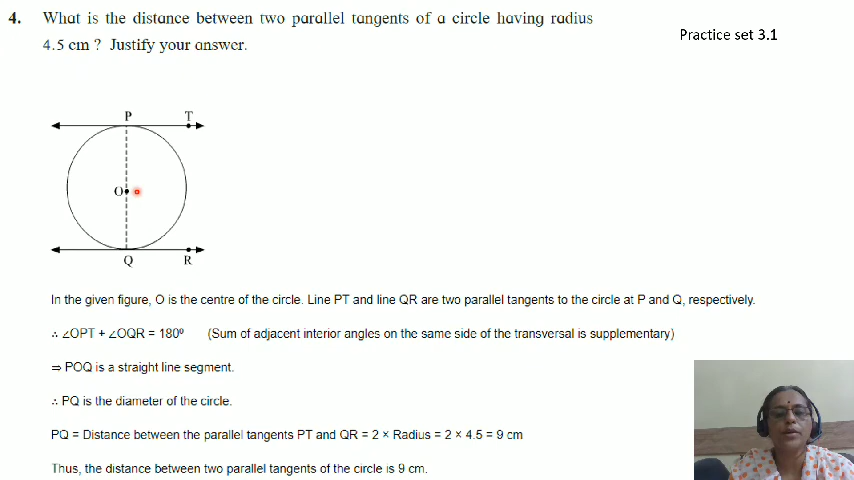 4. What is the distance between two parallel tangents of a circle having radius
4.5 cm ? Justify your answer.
Practice set 3.1
P T
O
Q R
In the given figure, O is the centre of the circle. Line PT and line QR are two parallel tangents to the circle at P and Q, respectively.
∴ ∠OPT + ∠OQR = 180º (Sum of adjacent interior angles on the same side of the transversal is supplementary)
⇒ POQ is a straight line segment.
∴ PQ is the diameter of the circle.
PQ = Distance between the parallel tangents PT and QR = 2 × Radius = 2 × 4.5 = 9 cm
Thus, the distance between two parallel tangents of the circle is 9 cm.